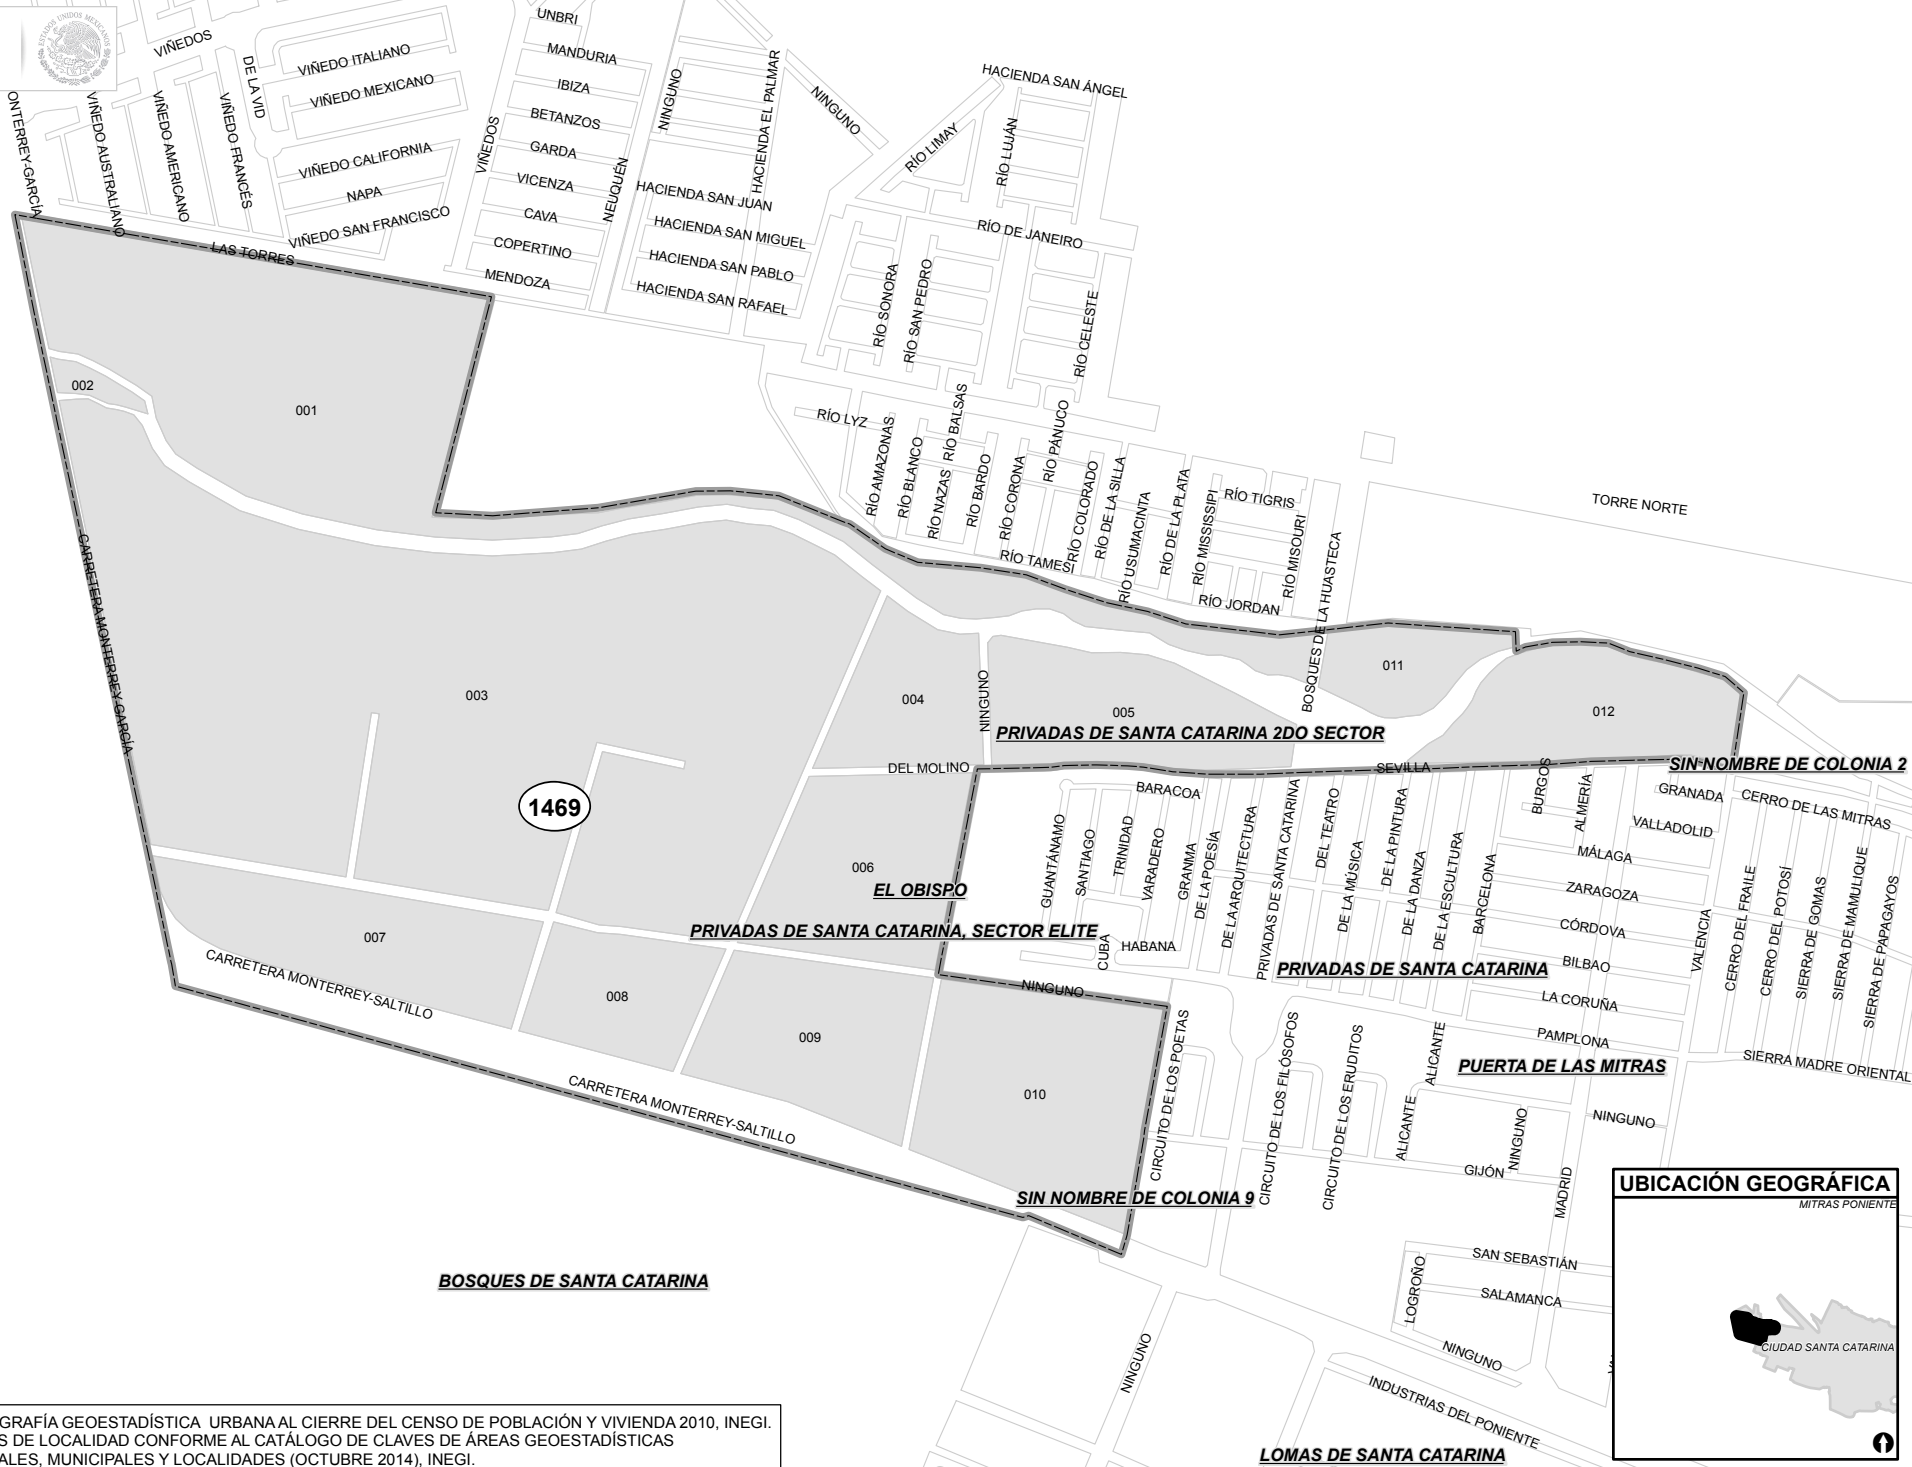 ESTADOS UNIDOS MEXICANOS
VIÑEDOS
DE LA VID
VIÑEDO ITALIANO
VIÑEDO MEXICANO
VIÑEDO CALIFORNIA
NAPA
VIÑEDO SAN FRANCISCO
ONTERREY-GARCÍA
VIÑEDO AUSTRALIANO
VIÑEDO AMERICANO
VIÑEDO FRANCÉS
LAS TORRES
UNBRI
MANDURIA
IBIZA
BETANZOS
GARDA
VICENZA
CAVA
COPERTINO
MENDOZA
VIÑEDOS
NEUQUÉN
NINGUNO
HACIENDA EL PALMAR
NINGUNO
HACIENDA SAN JUAN
HACIENDA SAN MIGUEL
HACIENDA SAN PABLO
HACIENDA SAN RAFAEL
HACIENDA SAN ÁNGEL
RÍO LIMAY
RÍO LUJÁN
RÍO DE JANEIRO
RÍO SONORA
RÍO SAN PEDRO
RÍO CELESTE
RÍO LYZ
RÍO AMAZONAS
RÍO BLANCO
RÍO BALSAS
RÍO NAZAS
RÍO BARDO
RÍO CORONA
RÍO PÁNUCO
RÍO COLORADO
RÍO DE LA SILLA
RÍO USUMACINTA
RÍO DE LA PLATA
RÍO MISSISSIPI
RÍO TIGRIS
RÍO MISOURI
RÍO TAMESÍ
RÍO JORDAN
BOSQUES DE LA HUASTECA
TORRE NORTE
002
001
003
004
005
011
012
CARRETERA MONTERREY-GARCÍA
NINGUNO
PRIVADAS DE SANTA CATARINA 2DO SECTOR
DEL MOLINO
SEVILLA
SIN NOMBRE DE COLONIA 2
1469
006
EL OBISPO
PRIVADAS DE SANTA CATARINA, SECTOR ELITE
007
008
009
010
CARRETERA MONTERREY-SALTILLO
CARRETERA MONTERREY-SALTILLO
NINGUNO
BARACOA
GUANTÁNAMO
SANTIAGO
TRINIDAD
VARADERO
GRANMA
CUBA
HABANA
DE LA POESÍA
DE LA ARQUITECTURA
PRIVADAS DE SANTA CATARINA
DEL TEATRO
DE LA MÚSICA
DE LA PINTURA
DE LA DANZA
DE LA ESCULTURA
BARCELONA
BURGOS
ALMERÍA
GRANADA
CERRO DE LAS MITRAS
VALLADOLID
MÁLAGA
ZARAGOZA
CÓRDOVA
BILBAO
LA CORUÑA
PAMPLONA
VALENCIA
CERRO DEL FRAILE
CERRO DEL POTOSÍ
SIERRA DE GOMAS
SIERRA DE MAMULIQUE
SIERRA DE PAPAGAYOS
SIERRA MADRE ORIENTAL
PRIVADAS DE SANTA CATARINA
PUERTA DE LAS MITRAS
CIRCUITO DE LOS POETAS
CIRCUITO DE LOS FILÓSOFOS
CIRCUITO DE LOS ERUDITOS
ALICANTE
ALICANTE
NINGUNO
NINGUNO
GIJÓN
MADRID
SIN NOMBRE DE COLONIA 9
BOSQUES DE SANTA CATARINA
SAN SEBASTIÁN
SALAMANCA
LOGROÑO
NINGUNO
NINGUNO
INDUSTRIAS DEL PONIENTE
LOMAS DE SANTA CATARINA
UBICACIÓN GEOGRÁFICA
MITRAS PONIENTE
CIUDAD SANTA CATARINA
GRAFÍA GEOESTADÍSTICA URBANA AL CIERRE DEL CENSO DE POBLACIÓN Y VIVIENDA 2010, INEGI.
S DE LOCALIDAD CONFORME AL CATÁLOGO DE CLAVES DE ÁREAS GEOESTADÍSTICAS
ALES, MUNICIPALES Y LOCALIDADES (OCTUBRE 2014), INEGI.